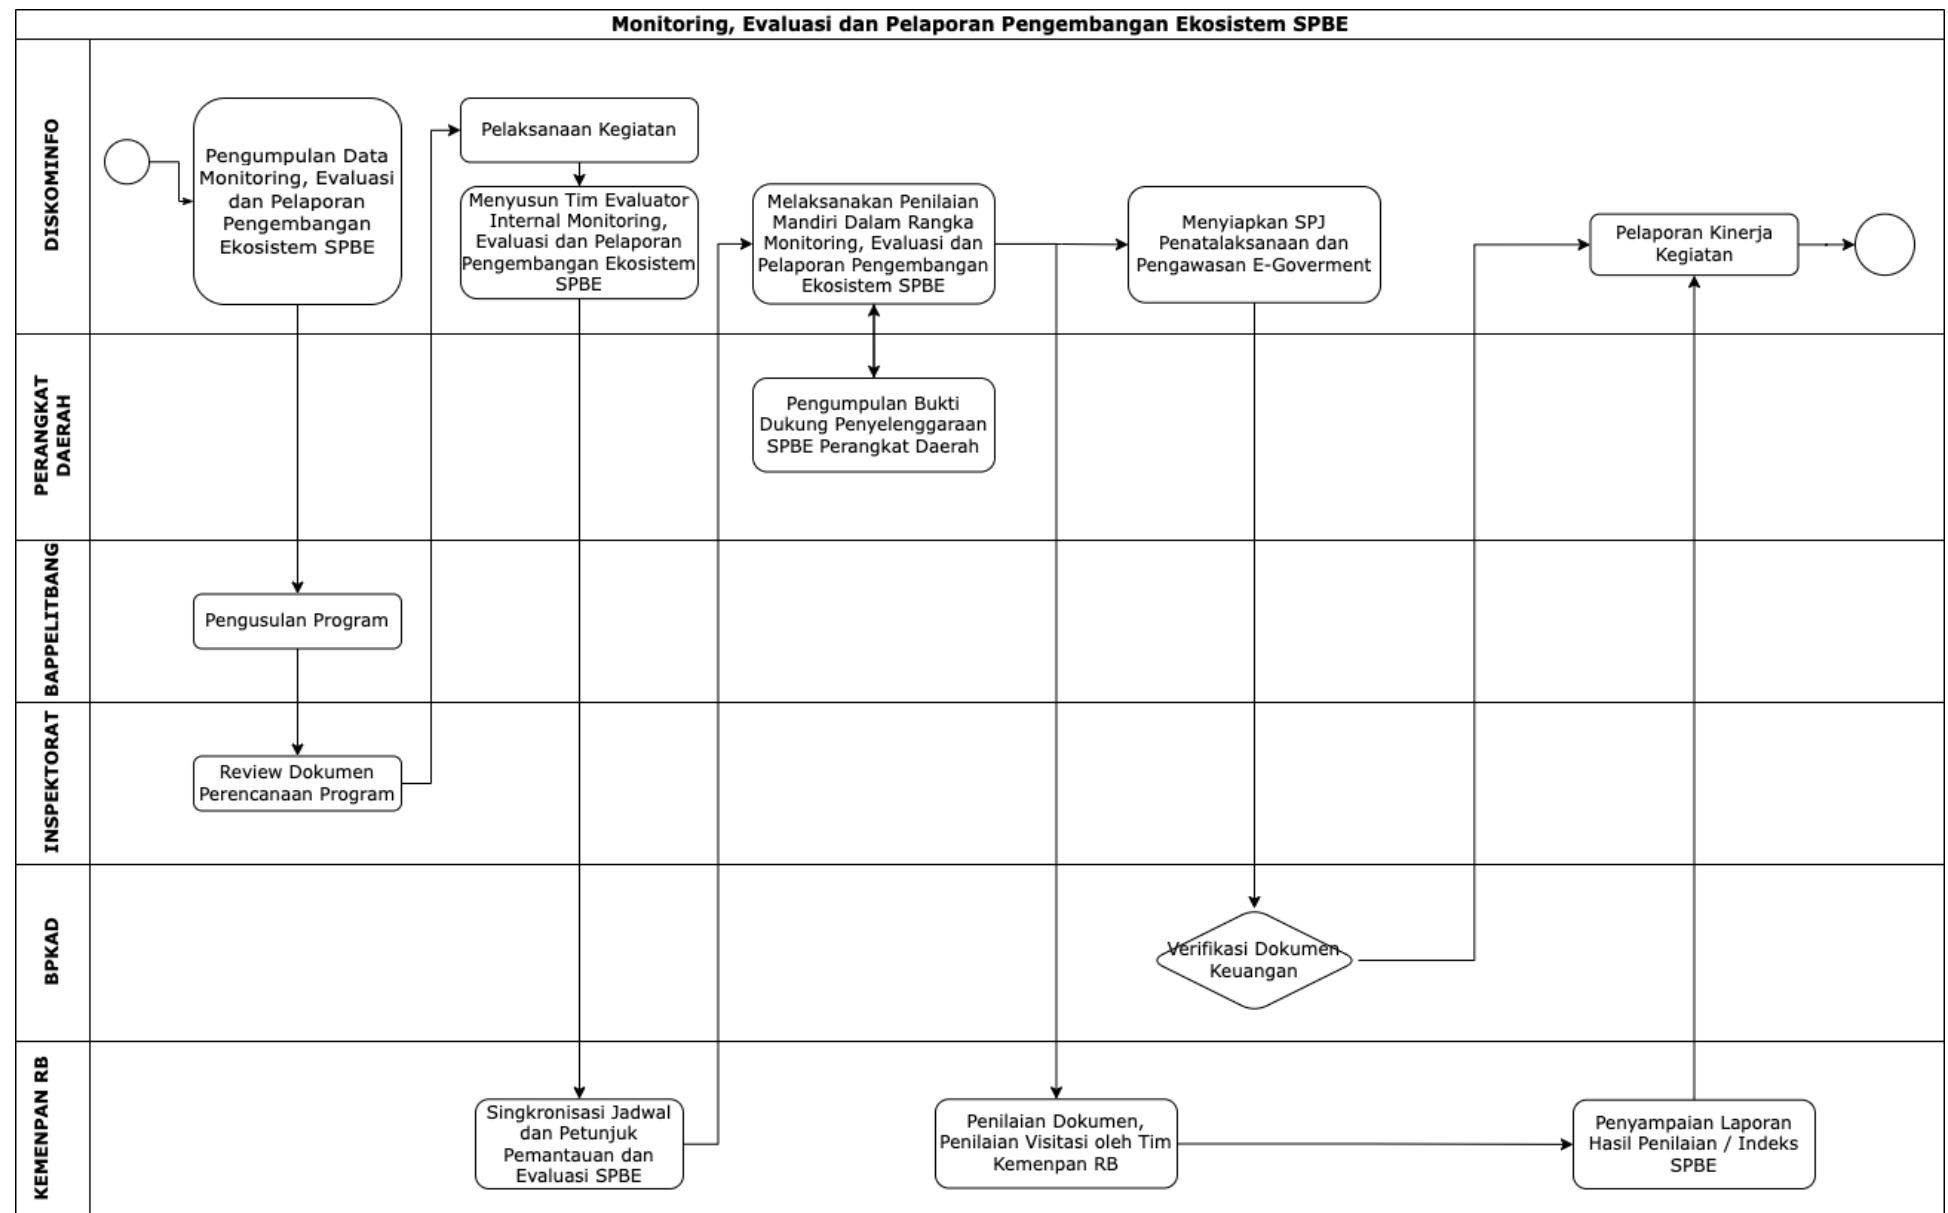 Monitoring, Evaluasi dan Pelaporan Pengembangan Ekosistem SPBE
DISKOMINFO
Pengumpulan Data
Monitoring, Evaluasi
dan Pelaporan
Pengembangan
Ekosistem SPBE
Pelaksanaan Kegiatan
Menyusun Tim Evaluator
Internal Monitoring,
Evaluasi dan Pelaporan
Pengembangan Ekosistem
SPBE
Melaksanakan Penilaian
Mandiri Dalam Rangka
Monitoring, Evaluasi dan
Pelaporan Pengembangan
Ekosistem SPBE
Menyiapkan SPJ
Penatalaksanaan dan
Pengawasan E-Goverment
Pelaporan Kinerja
Kegiatan
PERANGKAT
DAERAH
Pengumpulan Bukti
Dukung Penyelenggaraan
SPBE Perangkat Daerah
BAPPELITBANG
Pengusulan Program
INSPEKTORAT
Review Dokumen
Perencanaan Program
BPKAD
Verifikasi Dokumen
Keuangan
KEMENPAN RB
Singkronisasi Jadwal
dan Petunjuk
Pemantauan dan
Evaluasi SPBE
Penilaian Dokumen,
Penilaian Visitasi oleh Tim
Kemenpan RB
Penyampaian Laporan
Hasil Penilaian / Indeks
SPBE